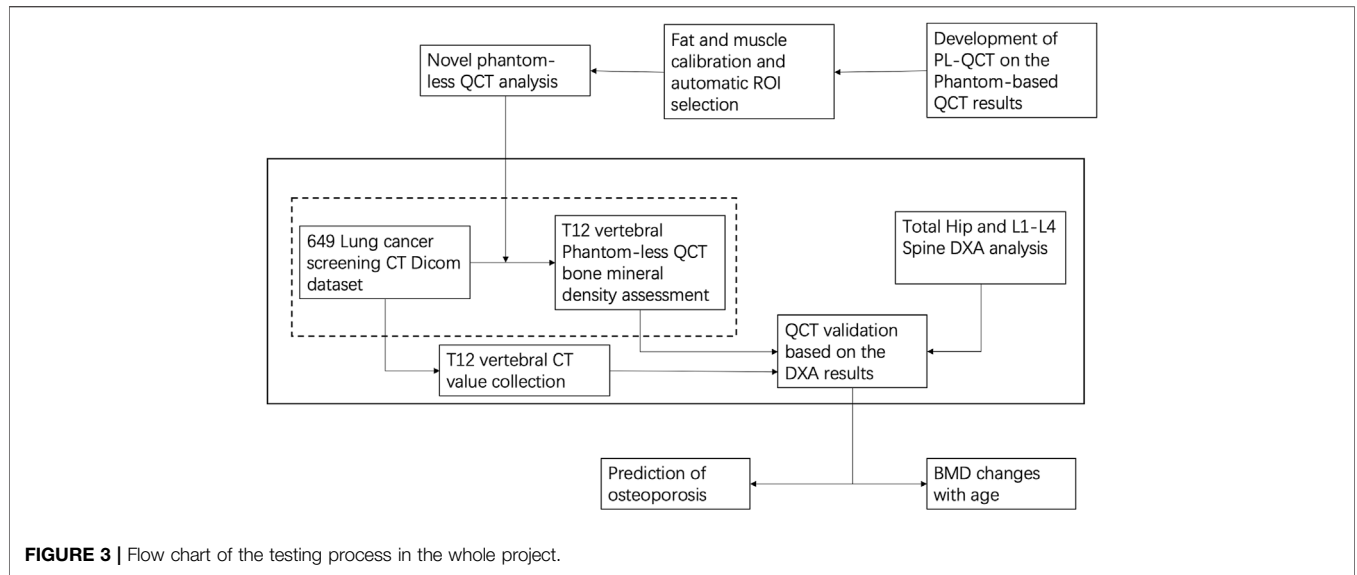 Novel phantom-
less QCT analysis
Fat and muscle
calibration and
automatic ROI
selection
Development of
PL-QCT on the
Phantom-based
QCT results
649 Lung cancer
screening CT Dicom
dataset
T12 vertebral
Phantom-less QCT
bone mineral
density assessment
Total Hip and L1-L4
Spine DXA analysis
T12 vertebral CT
value collection
QCT validation
based on the
DXA results
Prediction of
osteoporosis
BMD changes
with age
FIGURE 3 | Flow chart of the testing process in the whole project.